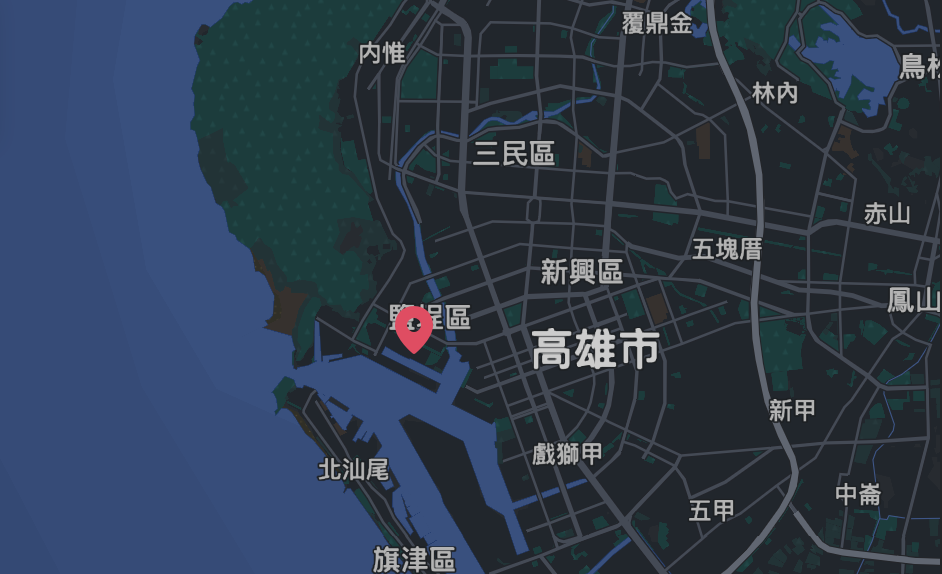 覆鼎金
內惟
鳥松
林內
三民區
赤山
五塊厝
新興區
鳳山
鹽埕區
高雄市
新甲
戲獅甲
北汕尾
中崙
五甲
旗津區